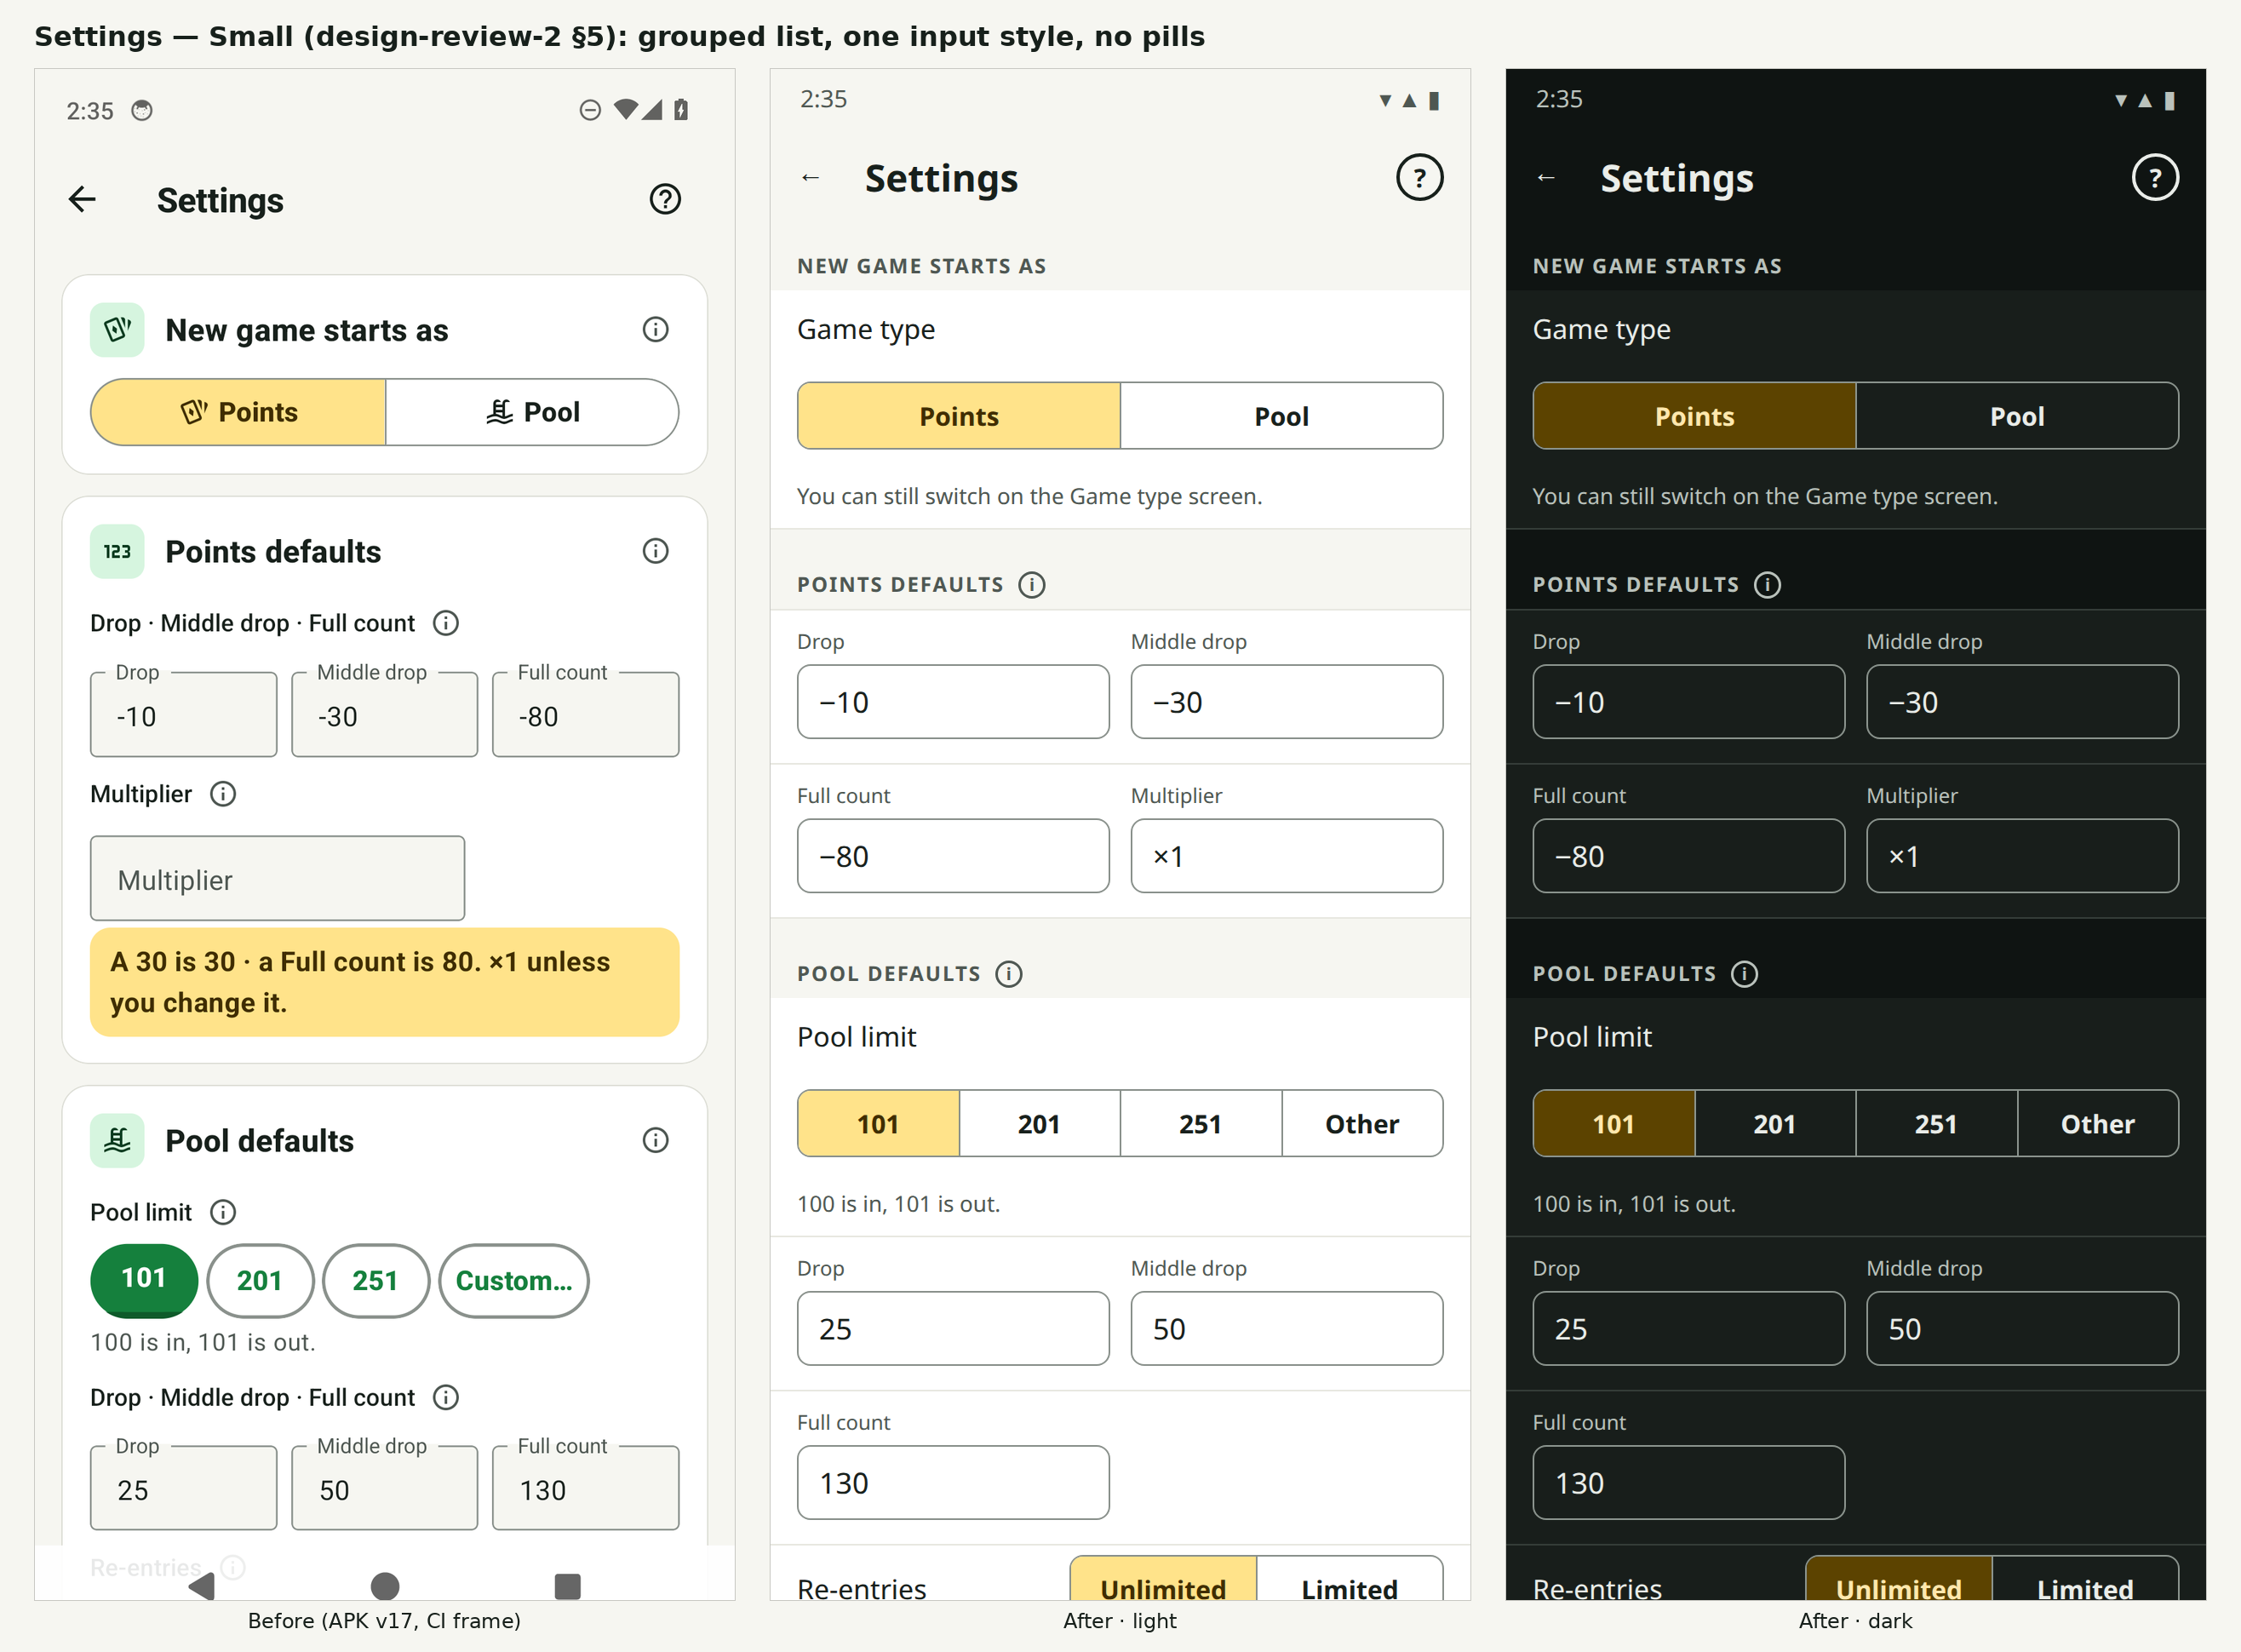 Settings — Small (design-review-2 §5): grouped list, one input style, no pills
2:35
Settings
New game starts as
Points Pool
123 Points defaults
Drop · Middle drop · Full count
Drop Middle drop Full count
-10 -30 -80
Multiplier
Multiplier
A 30 is 30 · a Full count is 80. ×1 unless
you change it.
Pool defaults
Pool limit
101 201 251 Custom...
100 is in, 101 is out.
Drop · Middle drop · Full count
Drop Middle drop Full count
25 50 130
Re-entries
Before (APK v17, CI frame)
2:35
← Settings ?
NEW GAME STARTS AS
Game type
Points Pool
You can still switch on the Game type screen.
POINTS DEFAULTS
Drop Middle drop
−10 −30
Full count Multiplier
−80 ×1
POOL DEFAULTS
Pool limit
101 201 251 Other
100 is in, 101 is out.
Drop Middle drop
25 50
Full count
130
Re-entries Unlimited Limited
After · light
2:35
← Settings ?
NEW GAME STARTS AS
Game type
Points Pool
You can still switch on the Game type screen.
POINTS DEFAULTS
Drop Middle drop
−10 −30
Full count Multiplier
−80 ×1
POOL DEFAULTS
Pool limit
101 201 251 Other
100 is in, 101 is out.
Drop Middle drop
25 50
Full count
130
Re-entries Unlimited Limited
After · dark